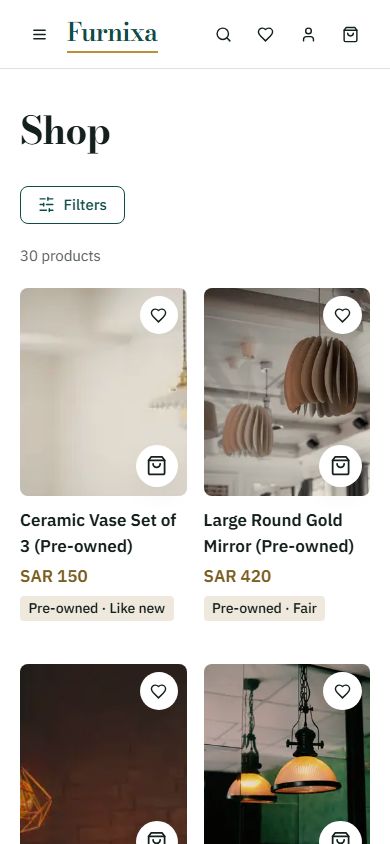 Furnixa
Shop
Filters
30 products
Ceramic Vase Set of
3 (Pre-owned)
SAR 150
Pre-owned · Like new
Large Round Gold
Mirror (Pre-owned)
SAR 420
Pre-owned · Fair